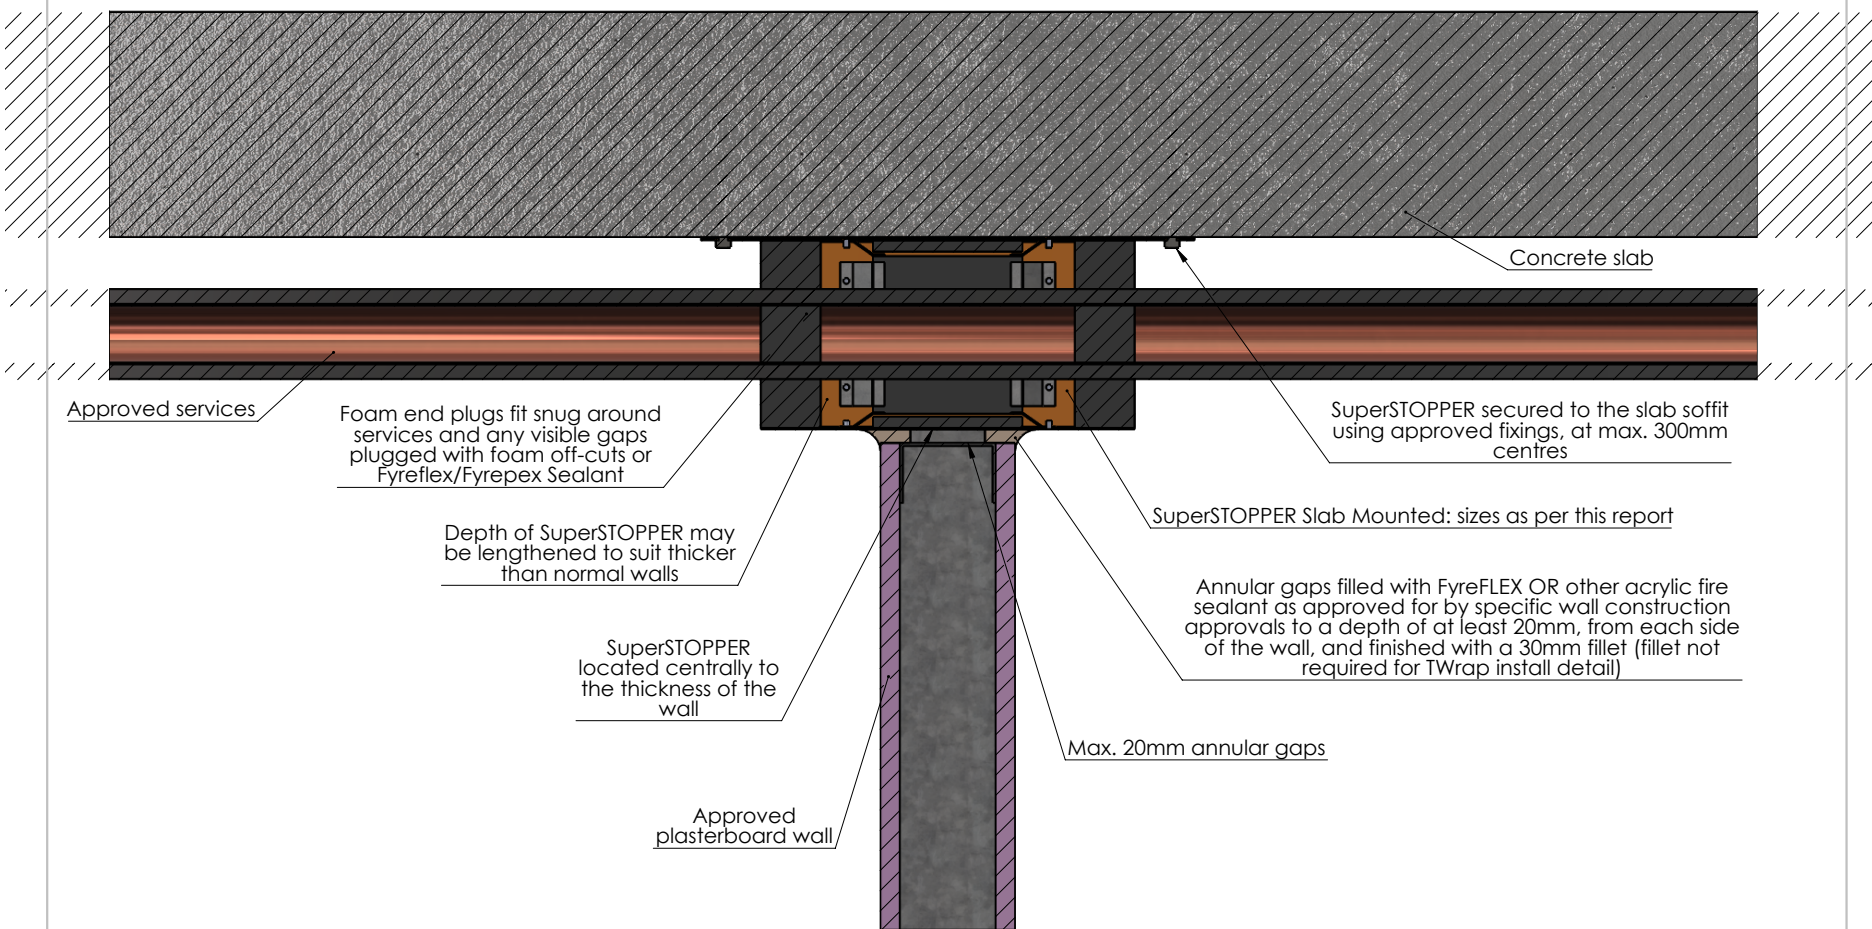 Concrete slab
Approved services
Foam end plugs fit snug around
services and any visible gaps
plugged with foam off-cuts or
Fyreflex/Fyrepex Sealant
SuperSTOPPER secured to the slab soffit
using approved fixings, at max. 300mm
centres
Depth of SuperSTOPPER may
be lengthened to suit thicker
than normal walls
SuperSTOPPER Slab Mounted: sizes as per this report
Annular gaps filled with FyreFLEX OR other acrylic fire
sealant as approved for by specific wall construction
approvals to a depth of at least 20mm, from each side
of the wall, and finished with a 30mm fillet (fillet not
required for TWrap install detail)
SuperSTOPPER
located centrally to
the thickness of the
wall
Max. 20mm annular gaps
Approved
plasterboard wall